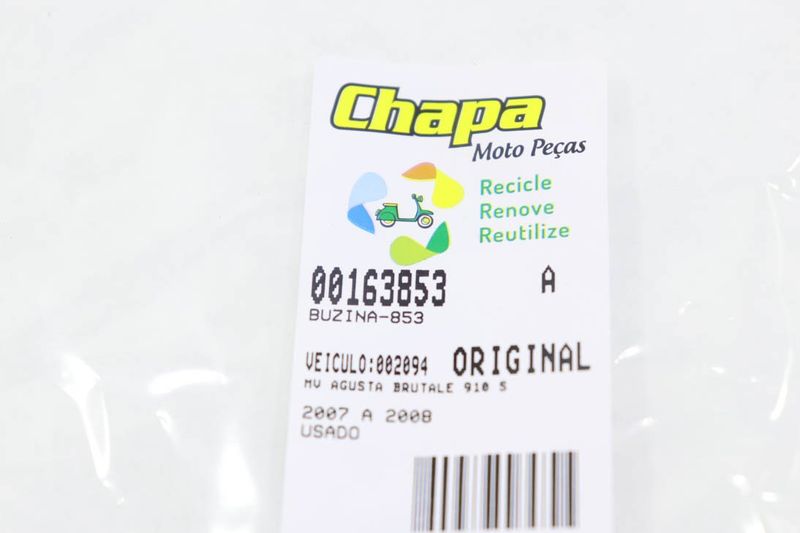 Chapa
Moto Peças
Recicle
Renove
Reutilize
00163853 A
BUZINA-853
VEICULO:002094 ORIGINAL
MV AGUSTA BRUTALE 910 S
2007 A 2008
USADO